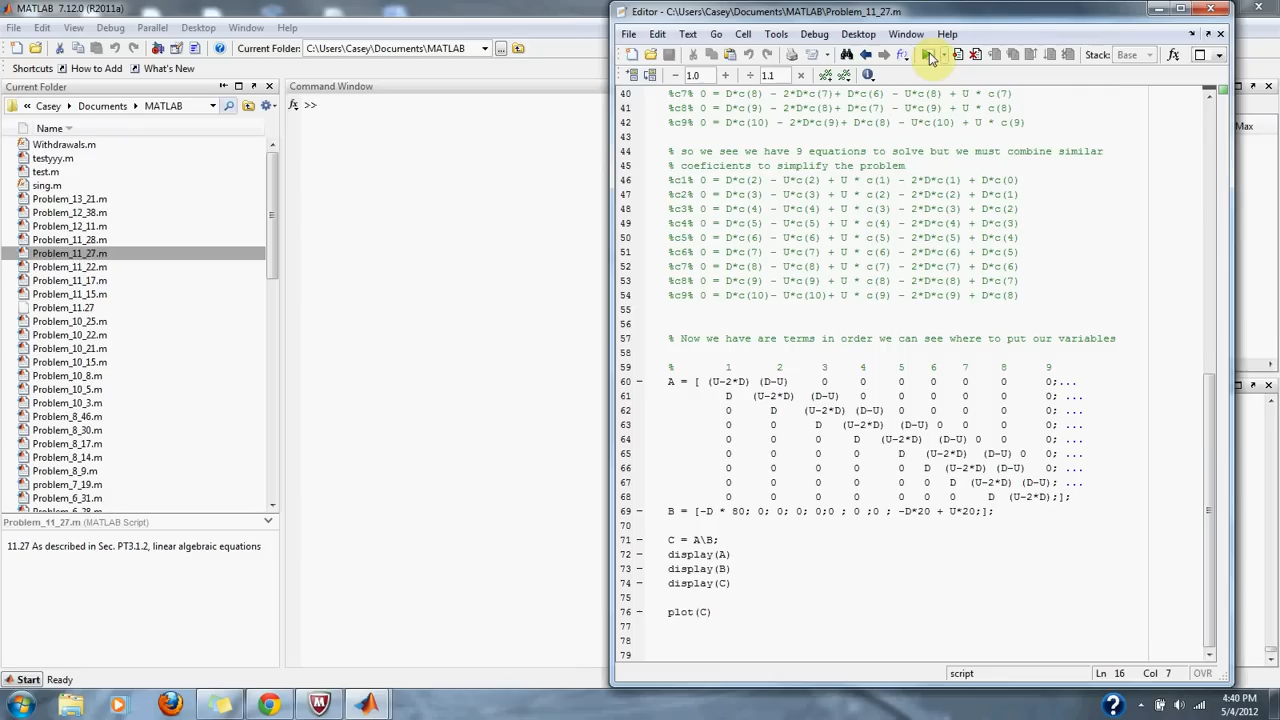 MATLAB 7.12.0 (R2011a)
File Edit View Debug Parallel Desktop Window Help
Current Folder: C:\Users\Casey\Documents\MATLAB
Shortcuts How to Add What's New
Current Folder
Casey Documents MATLAB
Name
Withdrawals.m
testyyy.m
test.m
sing.m
Problem_13_21.m
Problem_12_38.m
Problem_12_11.m
Problem_11_28.m
Problem_11_27.m
Problem_11_22.m
Problem_11_17.m
Problem_11_15.m
Problem_11.27
Problem_10_25.m
Problem_10_22.m
Problem_10_21.m
Problem_10_15.m
Problem_10_8.m
Problem_10_5.m
Problem_10_3.m
Problem_8_46.m
Problem_8_30.m
Problem_8_17.m
Problem_8_14.m
Problem_8_9.m
problem_7_19.m
Problem_6_31.m
Problem_11_27.m (MATLAB Script)
11.27 As described in Sec. PT3.1.2, linear algebraic equations
Start Ready
Command Window
fx >>
Editor - C:\Users\Casey\Documents\MATLAB\Problem_11_27.m
File Edit Text Go Cell Tools Debug Desktop Window Help
Stack: Base fx
− 1.0 + ÷ 1.1 ×
40 %c7% 0 = D*c(8) - 2*D*c(7)+ D*c(6) - U*c(8) + U * c(7)
41 %c8% 0 = D*c(9) - 2*D*c(8)+ D*c(7) - U*c(9) + U * c(8)
42 %c9% 0 = D*c(10) - 2*D*c(9)+ D*c(8) - U*c(10) + U * c(9)
43
44 % so we see we have 9 equations to solve but we must combine similar
45 % coeficients to simplify the problem
46 %c1% 0 = D*c(2) - U*c(2) + U * c(1) - 2*D*c(1) + D*c(0)
47 %c2% 0 = D*c(3) - U*c(3) + U * c(2) - 2*D*c(2) + D*c(1)
48 %c3% 0 = D*c(4) - U*c(4) + U * c(3) - 2*D*c(3) + D*c(2)
49 %c4% 0 = D*c(5) - U*c(5) + U * c(4) - 2*D*c(4) + D*c(3)
50 %c5% 0 = D*c(6) - U*c(6) + U * c(5) - 2*D*c(5) + D*c(4)
51 %c6% 0 = D*c(7) - U*c(7) + U * c(6) - 2*D*c(6) + D*c(5)
52 %c7% 0 = D*c(8) - U*c(8) + U * c(7) - 2*D*c(7) + D*c(6)
53 %c8% 0 = D*c(9) - U*c(9) + U * c(8) - 2*D*c(8) + D*c(7)
54 %c9% 0 = D*c(10)- U*c(10)+ U * c(9) - 2*D*c(9) + D*c(8)
55
56
57 % Now we have are terms in order we can see where to put our variables
58
59 % 1 2 3 4 5 6 7 8 9
60 − A = [ (U-2*D) (D-U) 0 0 0 0 0 0 0;...
61 D (U-2*D) (D-U) 0 0 0 0 0 0; ...
62 0 D (U-2*D) (D-U) 0 0 0 0 0; ...
63 0 0 D (U-2*D) (D-U) 0 0 0 0; ...
64 0 0 0 D (U-2*D) (D-U) 0 0 0; ...
65 0 0 0 0 D (U-2*D) (D-U) 0 0; ...
66 0 0 0 0 0 D (U-2*D) (D-U) 0; ...
67 0 0 0 0 0 0 D (U-2*D) (D-U); ...
68 0 0 0 0 0 0 0 D (U-2*D);];
69 − B = [-D * 80; 0; 0; 0; 0;0 ; 0 ;0 ; -D*20 + U*20;];
70
71 − C = A\B;
72 − display(A)
73 − display(B)
74 − display(C)
75
76 − plot(C)
77
78
79
script Ln 16 Col 7 OVR
Max
4:40 PM
5/4/2012